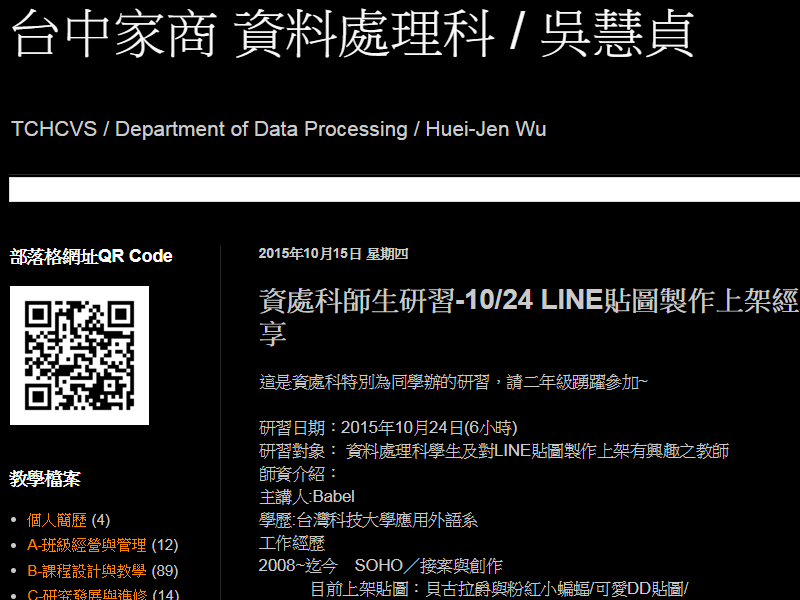 台中家商 資料處理科 / 吳慧貞
TCHCVS / Department of Data Processing / Huei-Jen Wu
部落格網址QR Code
教學檔案
個人簡歷 (4)
A-班級經營與管理 (12)
B-課程設計與教學 (89)
C-研究發展與進修 (14)
2015年10月15日 星期四
資處科師生研習-10/24 LINE貼圖製作上架經
享
這是資處科特別為同學辦的研習，請二年級踴躍參加~
研習日期：2015年10月24日(6小時)
研習對象： 資料處理科學生及對LINE貼圖製作上架有興趣之教師
師資介紹：
主講人:Babel
學歷:台灣科技大學應用外語系
工作經歷
2008~迄今　SOHO／接案與創作
目前上架貼圖：貝古拉爵與粉紅小蝙蝠/可愛DD貼圖/